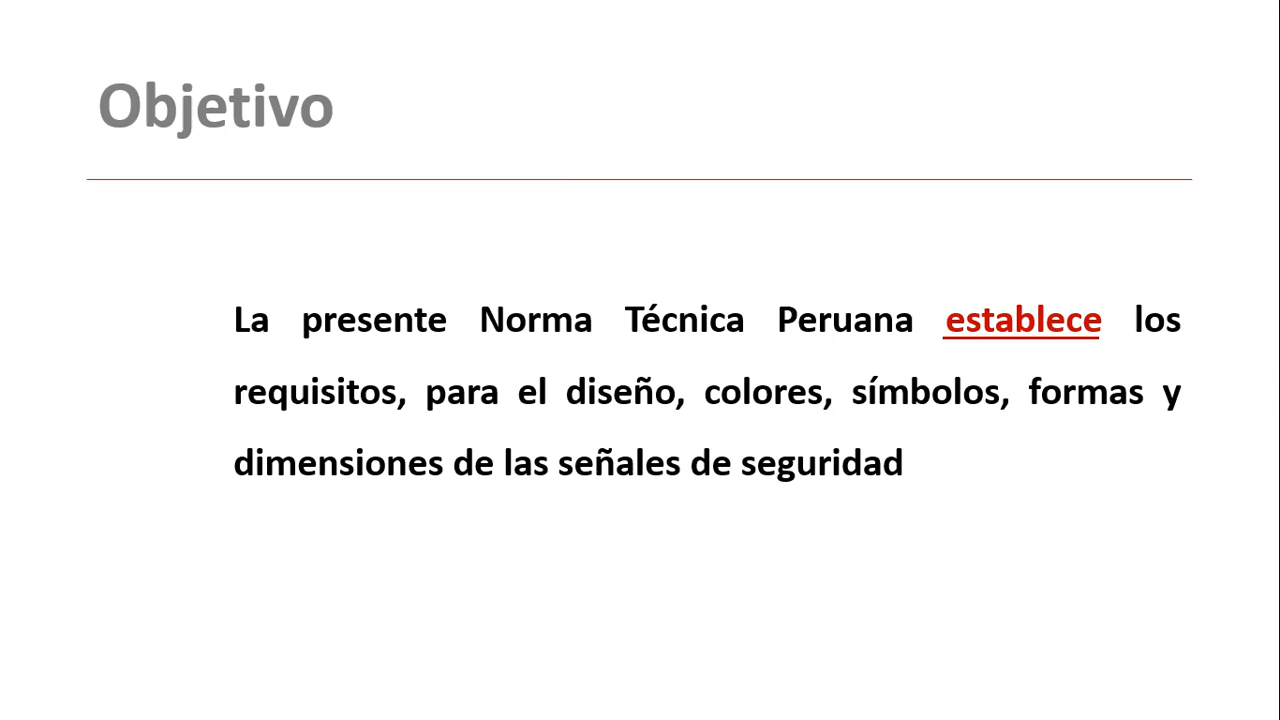 Objetivo
La presente Norma Técnica Peruana establece los
requisitos, para el diseño, colores, símbolos, formas y
dimensiones de las señales de seguridad